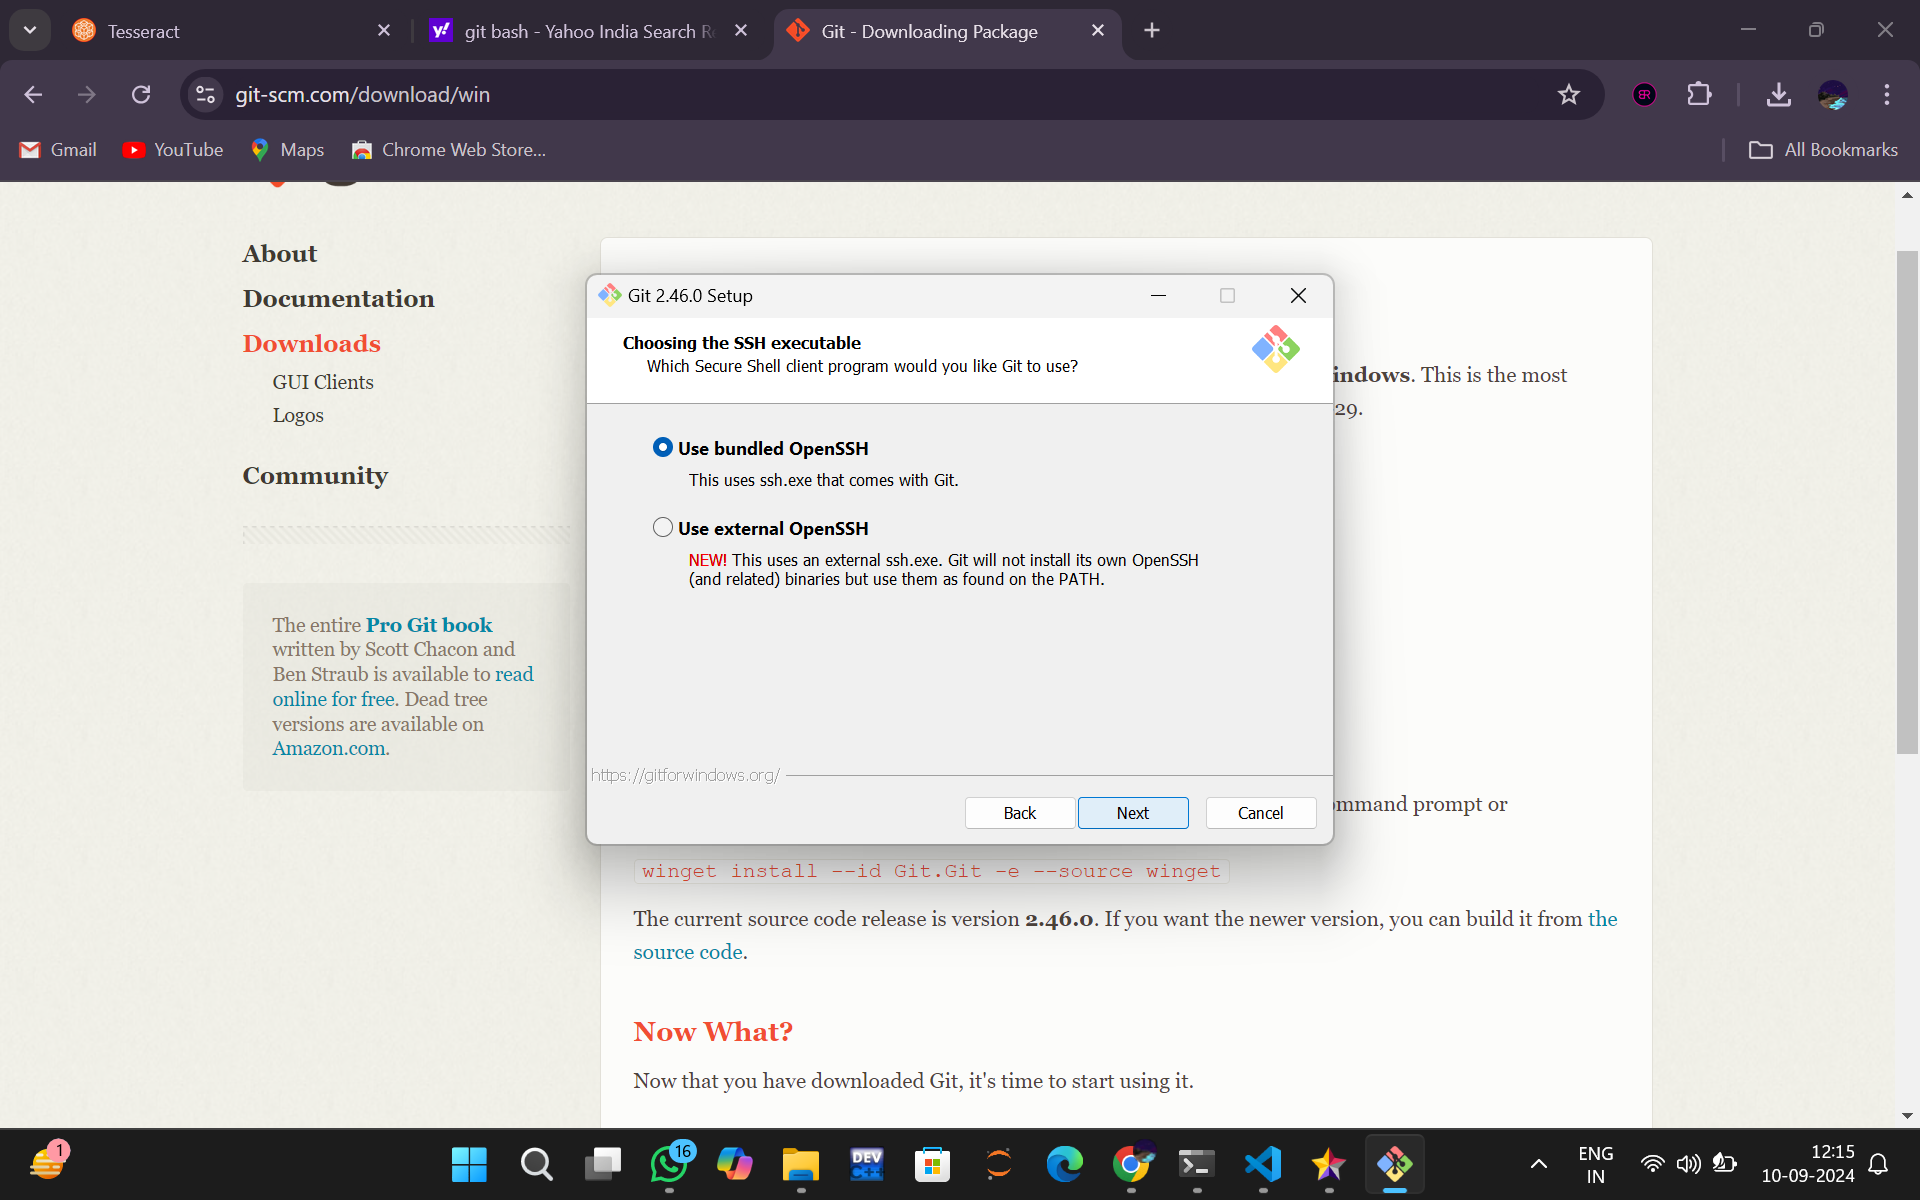 Tesseract
git bash - Yahoo India Search Re
Git - Downloading Package
git-scm.com/download/win
Gmail
YouTube
Maps
Chrome Web Store...
All Bookmarks
About
Documentation
Downloads
GUI Clients
Logos
Community
The entire Pro Git book
written by Scott Chacon and
Ben Straub is available to read
online for free. Dead tree
versions are available on
Amazon.com.
indows. This is the most
29.
Git 2.46.0 Setup
Choosing the SSH executable
Which Secure Shell client program would you like Git to use?
Use bundled OpenSSH
This uses ssh.exe that comes with Git.
Use external OpenSSH
NEW! This uses an external ssh.exe. Git will not install its own OpenSSH
(and related) binaries but use them as found on the PATH.
https://gitforwindows.org/
Back
Next
Cancel
ommand prompt or
winget install --id Git.Git -e --source winget
The current source code release is version 2.46.0. If you want the newer version, you can build it from the
source code.
Now What?
Now that you have downloaded Git, it's time to start using it.
1
16
DEV
C++
ENG
IN
12:15
10-09-2024